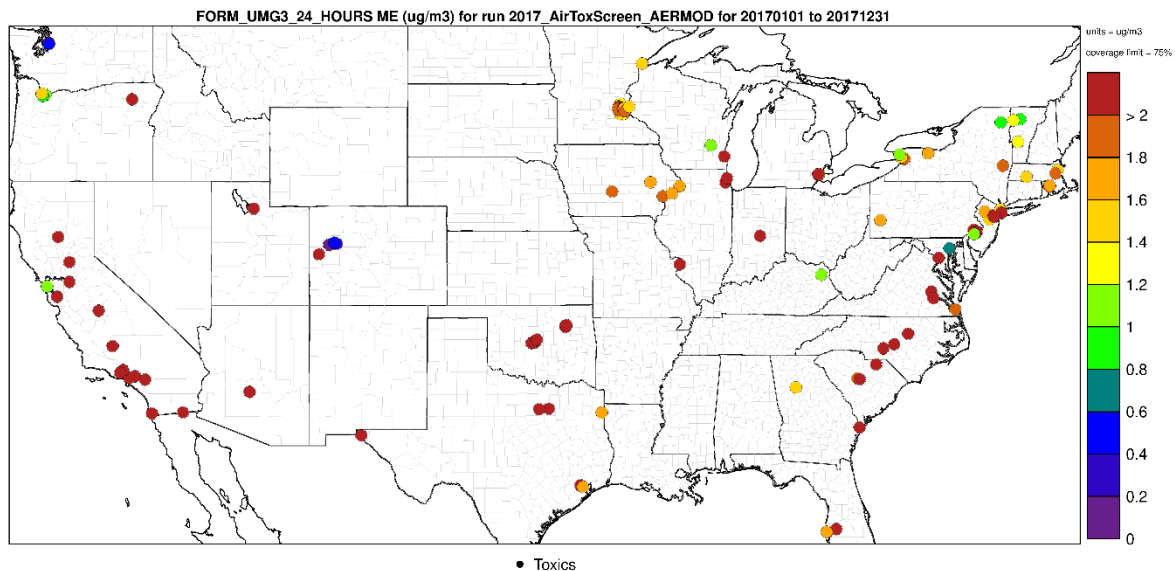 FORM_UMG3_24_HOURS ME (ug/m3) for run 2017_AirToxScreen_AERMOD for 20170101 to 20171231
units = ug/m3
coverage limit = 75%
> 2
1.8
1.6
1.4
1.2
1
0.8
0.6
0.4
0.2
0
Toxics